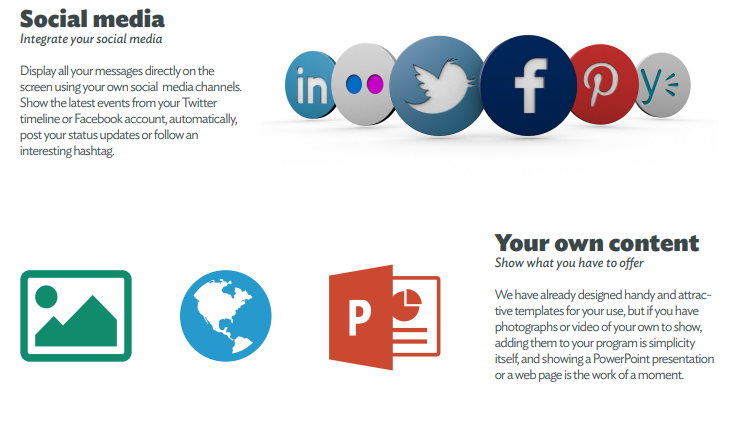 Social media
Integrate your social media
Display all your messages directly on the
screen using your own social media channels.
Show the latest events from your Twitter
timeline or Facebook account, automatically,
post your status updates or follow an
interesting hashtag.
in
f
p
y
Your own content
Show what you have to offer
We have already designed handy and attrac-
tive templates for your use, but if you have
photographs or video of your own to show,
adding them to your program is simplicity
itself, and showing a PowerPoint presentation
or a web page is the work of a moment.
P